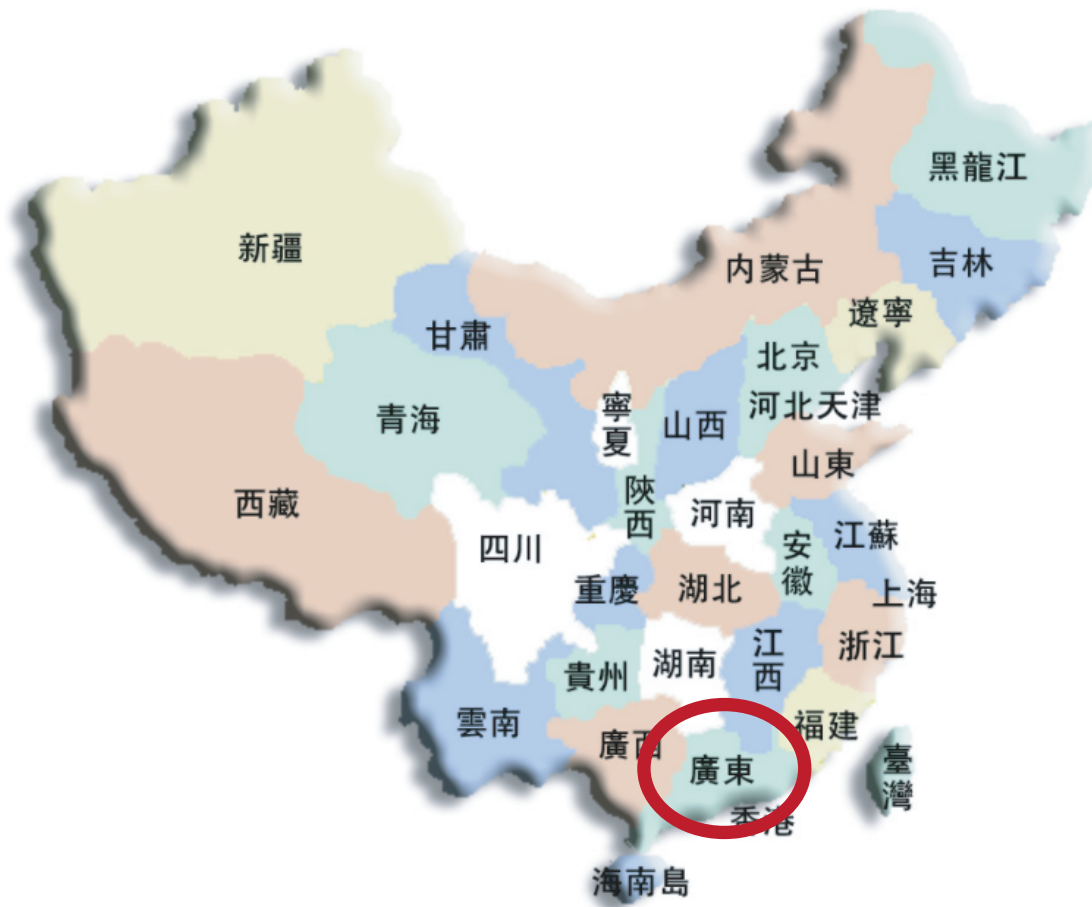 黑龍江
新疆
内蒙古
吉林
遼寧
甘肅
北京
青海
寧夏
山西
河北天津
山東
西藏
陝西
河南
四川
安徽
江蘇
重慶
湖北
上海
江西
浙江
貴州
湖南
雲南
廣西
福建
廣東
臺灣
香港
海南島